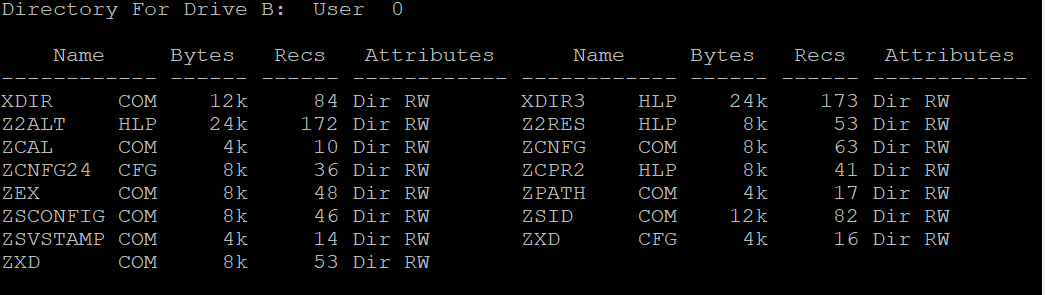 Directory For Drive B:  User  0
    Name     Bytes   Recs   Attributes      Name     Bytes   Recs   Attributes
------------ ------  ------ ------------ ------------ ------  ------ ------------
XDIR     COM    12k      84 Dir RW       XDIR3    HLP    24k     173 Dir RW
Z2ALT    HLP    24k     172 Dir RW       Z2RES    HLP     8k      53 Dir RW
ZCAL     COM     4k      10 Dir RW       ZCNFG    COM     8k      63 Dir RW
ZCNFG24  CFG     8k      36 Dir RW       ZCPR2    HLP     8k      41 Dir RW
ZEX      COM     8k      48 Dir RW       ZPATH    COM     4k      17 Dir RW
ZSCONFIG COM     8k      46 Dir RW       ZSID     COM    12k      82 Dir RW
ZSVSTAMP COM     4k      14 Dir RW       ZXD      CFG     4k      16 Dir RW
ZXD      COM     8k      53 Dir RW